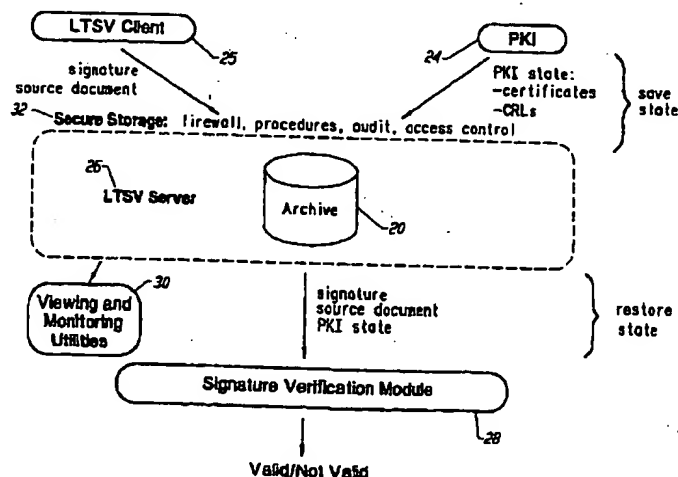 LTSV Client
25
24
PKI
signature
source document
PKI state:
-certificates
-CRLs
save
state
32
Secure Storage: firewall, procedures, audit, access control
26
LTSV Server
Archive
20
30
Viewing and
Monitoring
Utilities
signature
source document
PKI state
restore
state
Signature Verification Module
28
Valid/Not Valid